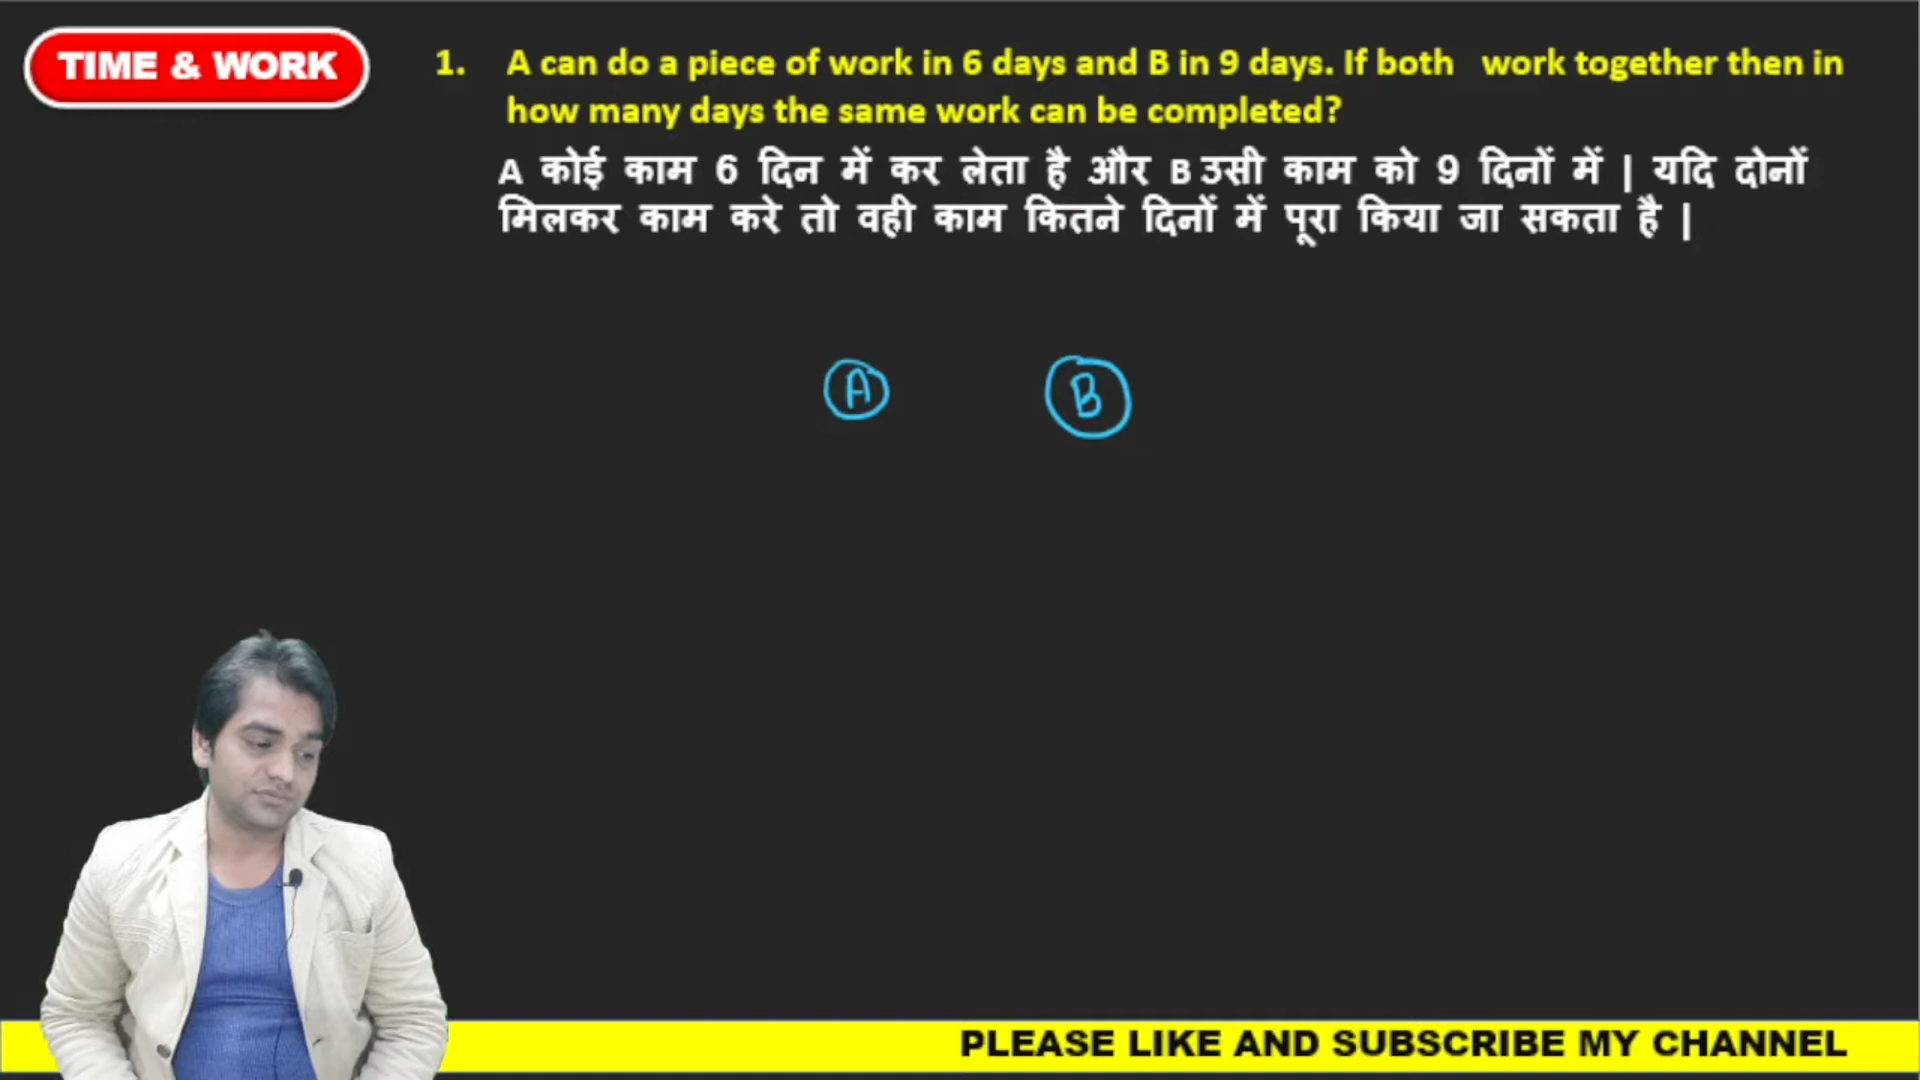 TIME & WORK
1. A can do a piece of work in 6 days and B in 9 days. If both work together then in
how many days the same work can be completed?
A कोई काम 6 दिन में कर लेता है और B उसी काम को 9 दिनों में | यदि दोनों
मिलकर काम करे तो वही काम कितने दिनों में पूरा किया जा सकता है |
A B
PLEASE LIKE AND SUBSCRIBE MY CHANNEL